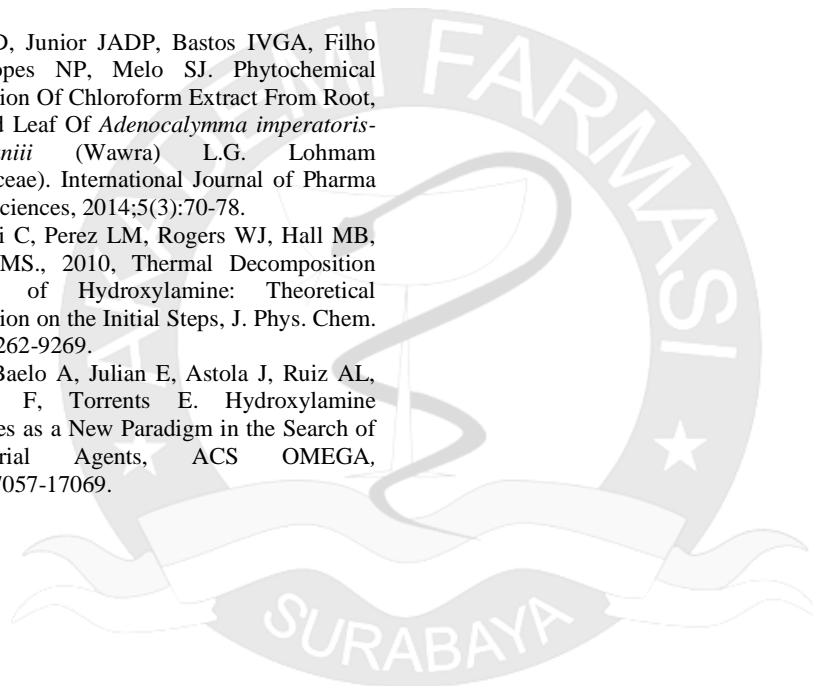 D, Junior JADP, Bastos IVGA, Filho
opes NP, Melo SJ. Phytochemical
ion Of Chloroform Extract From Root,
d Leaf Of Adenocalymma imperatoris-
niii (Wawra) L.G. Lohmam
ceae). International Journal of Pharma
Sciences, 2014;5(3):70-78.
i C, Perez LM, Rogers WJ, Hall MB,
MS., 2010, Thermal Decomposition
of Hydroxylamine: Theoretical
ion on the Initial Steps, J. Phys. Chem.
262-9269.
Baelo A, Julian E, Astola J, Ruiz AL,
F, Torrents E. Hydroxylamine
es as a New Paradigm in the Search of
rial Agents, ACS OMEGA,
7057-17069.
AKADEMI FARMASI
SURABAYA